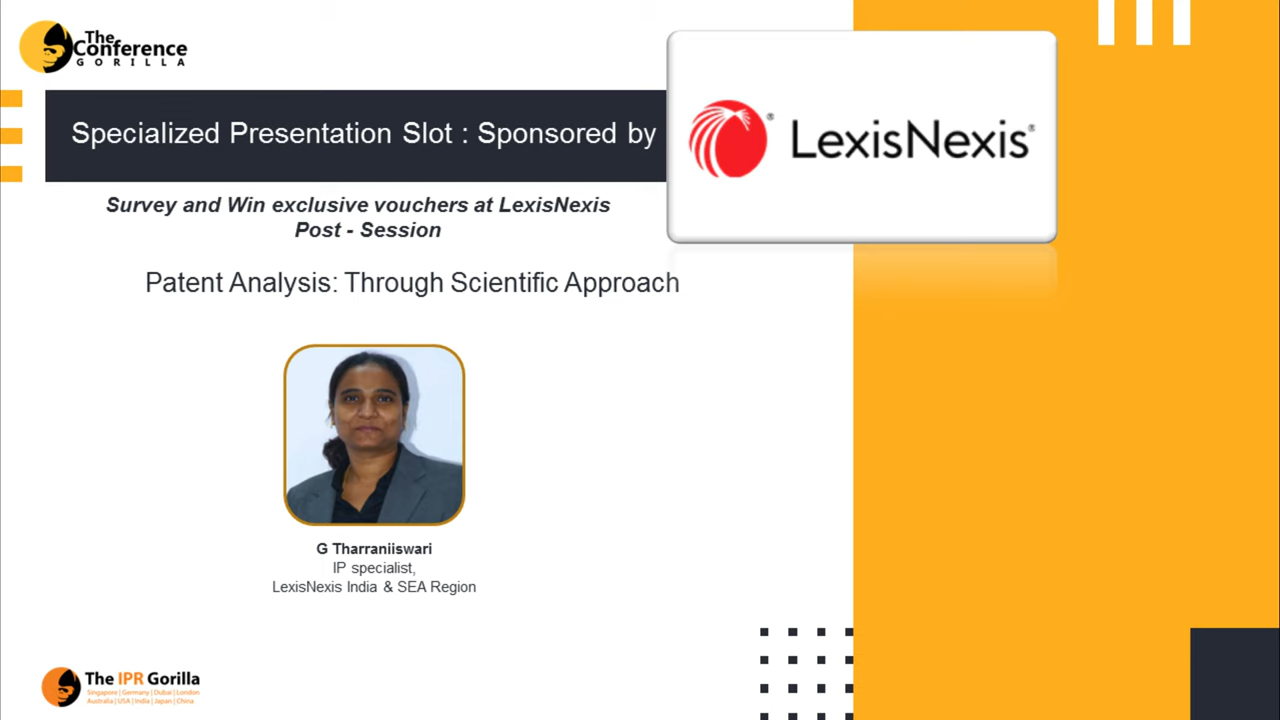 The
Conference
GORILLA
Specialized Presentation Slot : Sponsored by
LexisNexis®
Survey and Win exclusive vouchers at LexisNexis
Post - Session
Patent Analysis: Through Scientific Approach
G Tharraniiswari
IP specialist,
LexisNexis India & SEA Region
The IPR Gorilla
Singapore | Germany | Dubai | London
Australia | USA | India | Japan | China